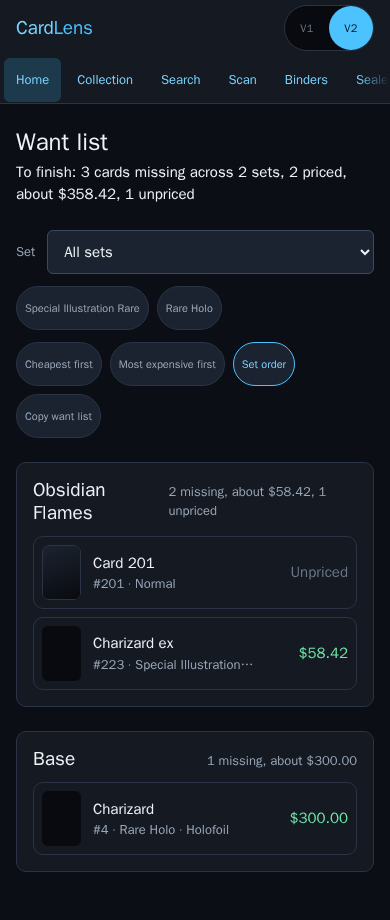 CardLens
V1
V2
Home
Collection
Search
Scan
Binders
Seale
Want list
To finish: 3 cards missing across 2 sets, 2 priced,
about $358.42, 1 unpriced
Set
All sets
Special Illustration Rare
Rare Holo
Cheapest first
Most expensive first
Set order
Copy want list
Obsidian
Flames
2 missing, about $58.42, 1
unpriced
Card 201
#201 · Normal
Unpriced
Charizard ex
#223 · Special Illustration···
$58.42
Base
1 missing, about $300.00
Charizard
#4 · Rare Holo · Holofoil
$300.00